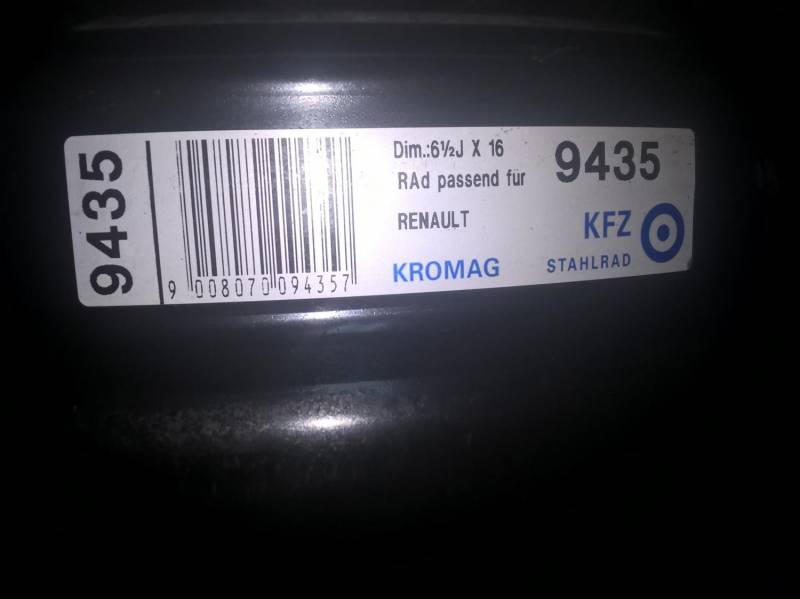 9435
9 008070 094357
Dim.:6½J X 16
RAd passend für
RENAULT
KROMAG
9435
KFZ
STAHLRAD